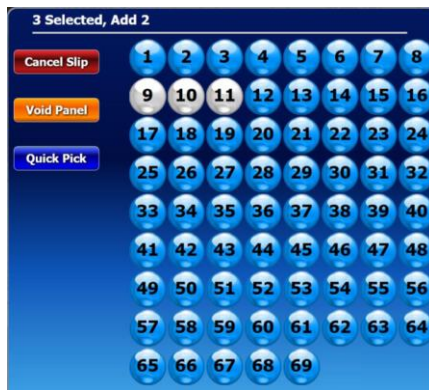 3 Selected, Add 2
Cancel Slip
1 2 3 4 5 6 7 8
Void Panel
9 10 11 12 13 14 15 16
17 18 19 20 21 22 23 24
Quick Pick
25 26 27 28 29 30 31 32
33 34 35 36 37 38 39 40
41 42 43 44 45 46 47 48
49 50 51 52 53 54 55 56
57 58 59 60 61 62 63 64
65 66 67 68 69